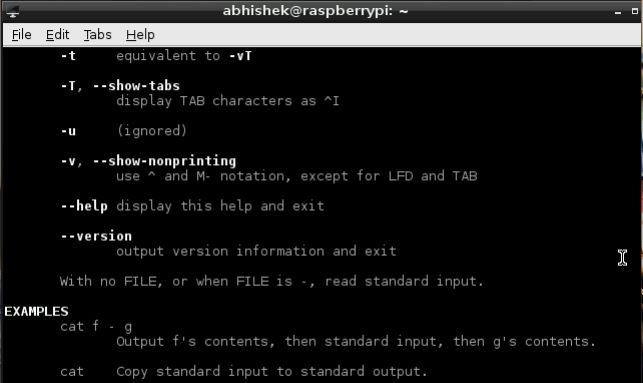 abhishek@raspberrypi: ~
File Edit Tabs Help
-t equivalent to -vT
-T, --show-tabs
display TAB characters as ^I
-u (ignored)
-v, --show-nonprinting
use ^ and M- notation, except for LFD and TAB
--help display this help and exit
--version
output version information and exit
With no FILE, or when FILE is -, read standard input.
EXAMPLES
cat f - g
Output f's contents, then standard input, then g's contents.
cat Copy standard input to standard output.